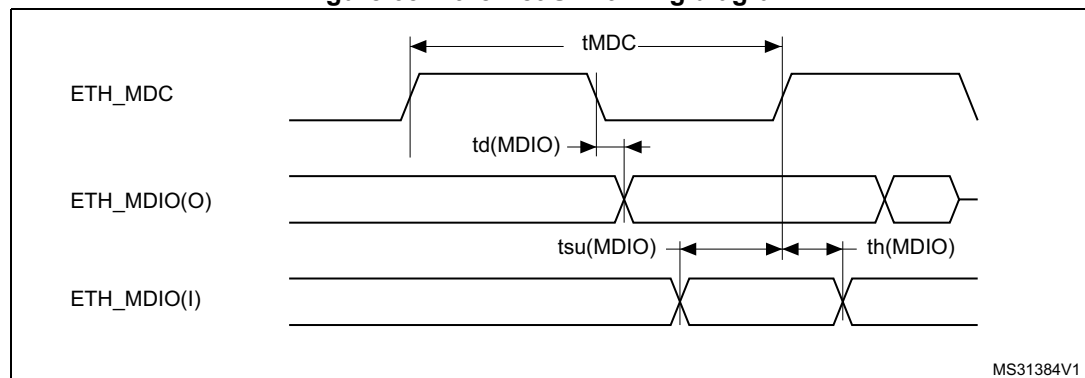 tMDC
ETH_MDC
td(MDIO)
ETH_MDIO(O)
tsu(MDIO) th(MDIO)
ETH_MDIO(I)
MS31384V1